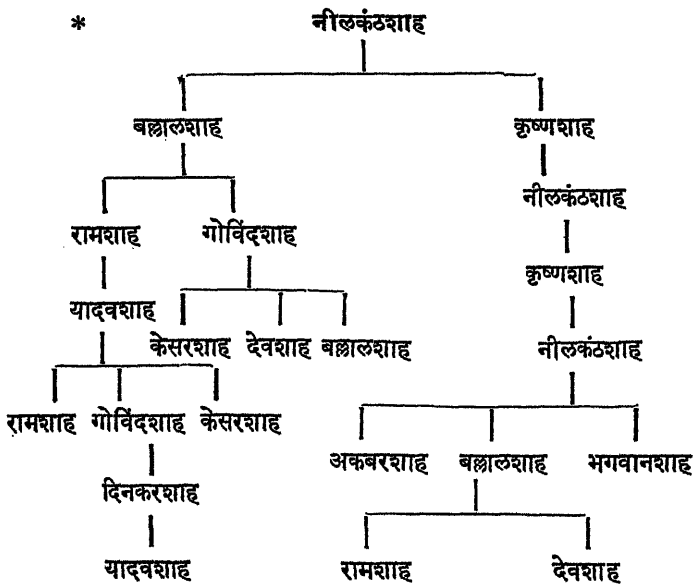 * नीलकंठशाह
बल्लालशाह कृष्णशाह
नीलकंठशाह
रामशाह गोविंदशाह
कृष्णशाह
यादवशाह
केसरशाह देवशाह बल्लालशाह नीलकंठशाह
रामशाह गोविंदशाह केसरशाह
अकबरशाह बल्लालशाह भगवानशाह
दिनकरशाह
यादवशाह रामशाह देवशाह